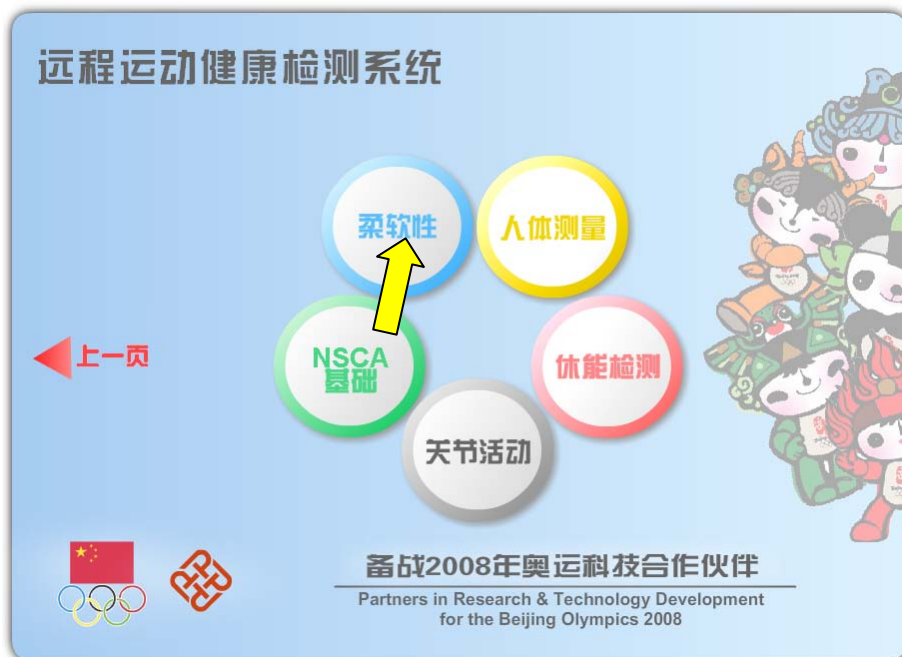 远程运动健康检测系统
柔软性
人体测量
NSCA
基础
休能检测
关节活动
上一页
备战2008年奥运科技合作伙伴
Partners in Research & Technology Development
for the Beijing Olympics 2008